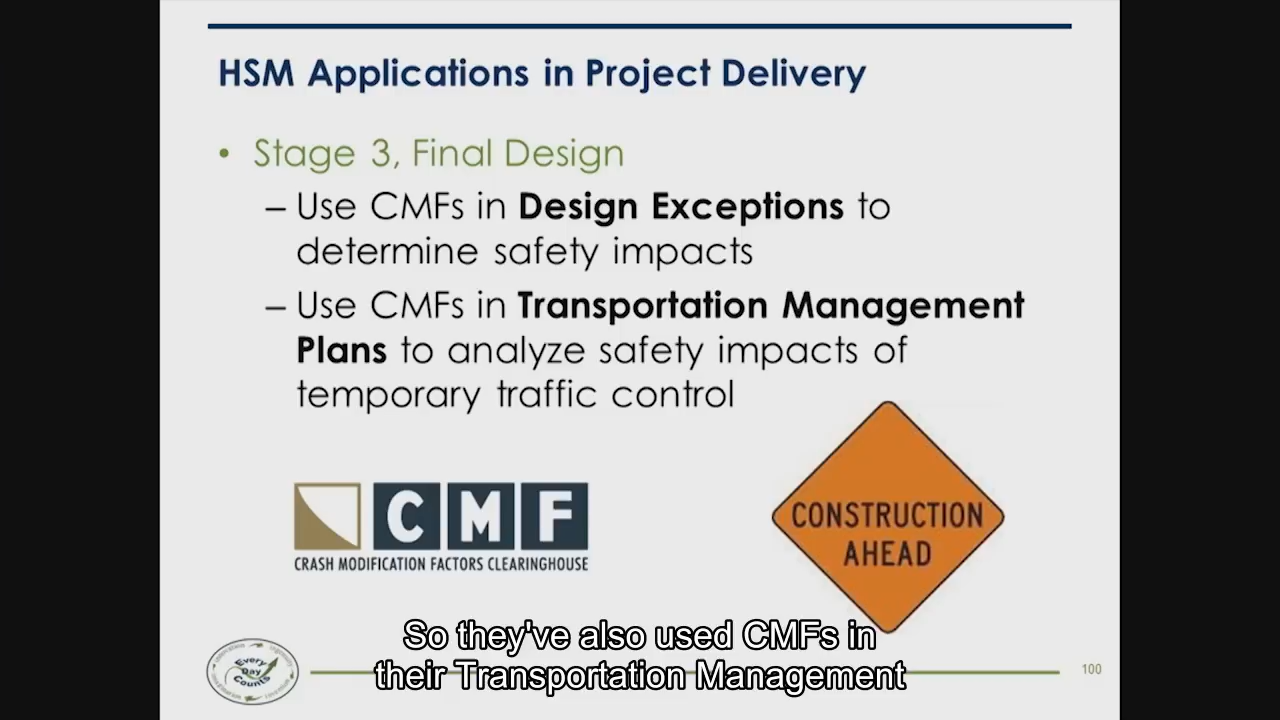 HSM Applications in Project Delivery
• Stage 3, Final Design
– Use CMFs in Design Exceptions to
determine safety impacts
– Use CMFs in Transportation Management
Plans to analyze safety impacts of
temporary traffic control
CMF
CRASH MODIFICATION FACTORS CLEARINGHOUSE
CONSTRUCTION
AHEAD
So they've also used CMFs in
their Transportation Management
Every
Day
Counts
100